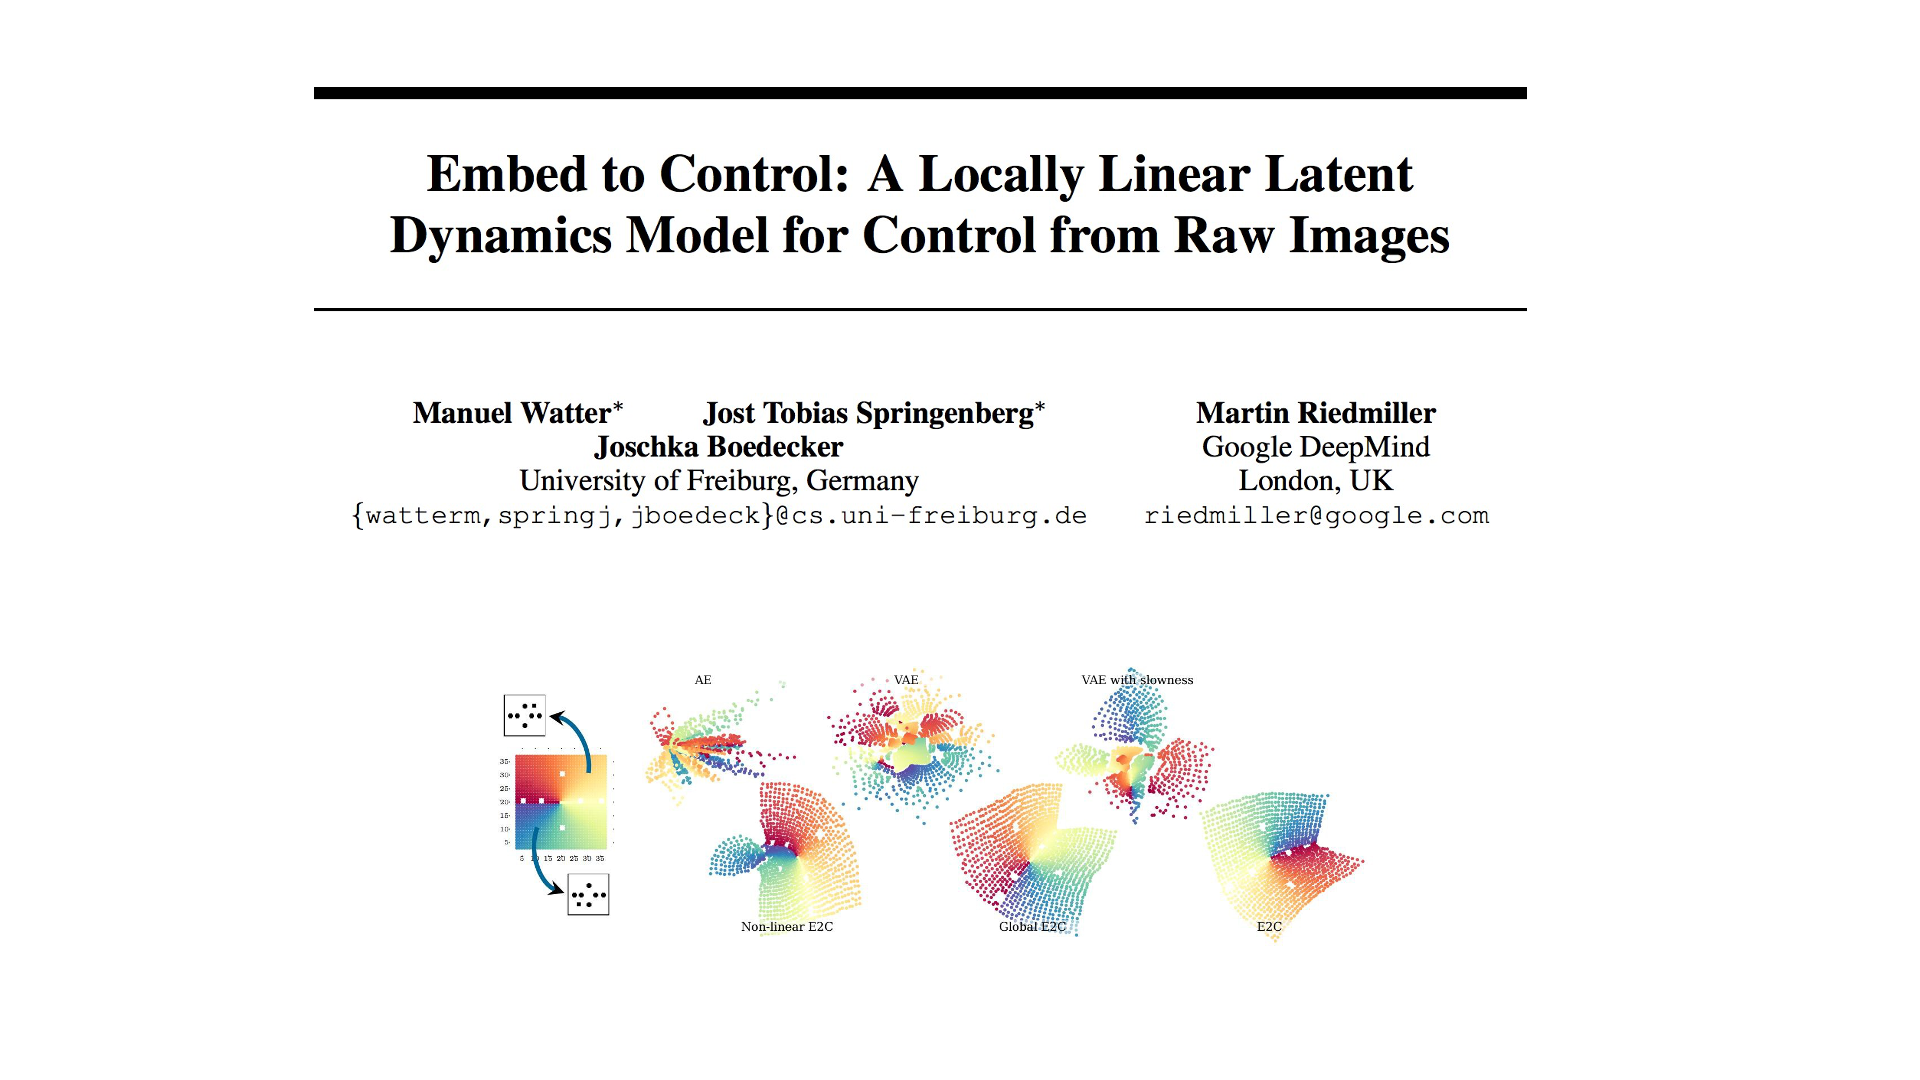 Embed to Control: A Locally Linear Latent
Dynamics Model for Control from Raw Images
Manuel Watter* Jost Tobias Springenberg* Martin Riedmiller
Joschka Boedecker Google DeepMind
University of Freiburg, Germany London, UK
{watterm,springj,jboedeck}@cs.uni-freiburg.de riedmiller@google.com
AE VAE VAE with slowness
35
30
25
20
15
10
5
5 10 15 20 25 30 35
Non-linear E2C Global E2C E2C